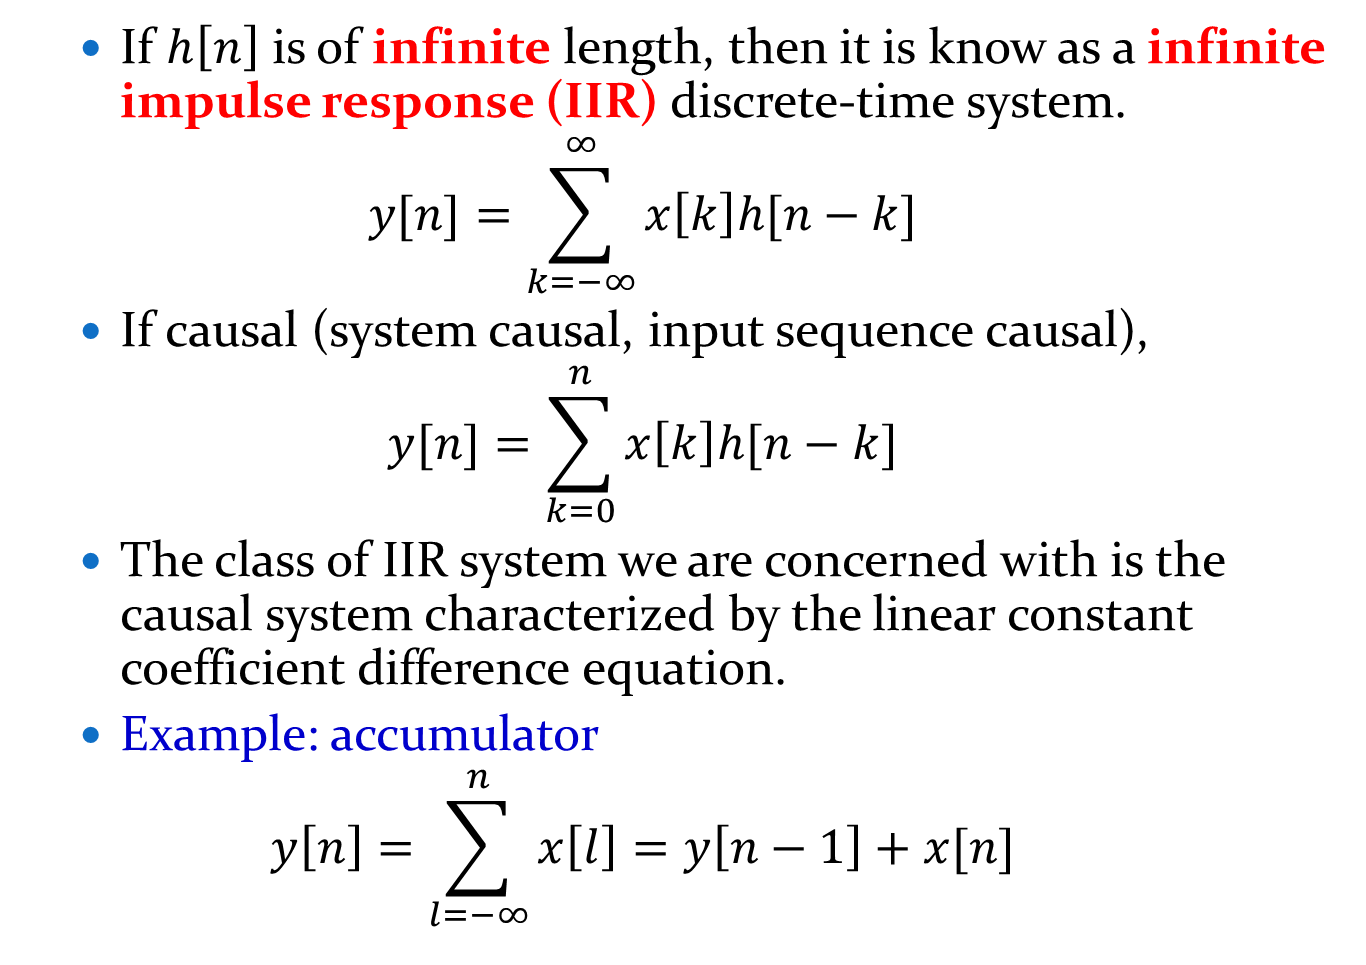 • If h[n] is of infinite length, then it is know as a infinite
impulse response (IIR) discrete-time system.
y[n] = ∑_{k=−∞}^{∞} x[k]h[n − k]
• If causal (system causal, input sequence causal),
y[n] = ∑_{k=0}^{n} x[k]h[n − k]
• The class of IIR system we are concerned with is the
causal system characterized by the linear constant
coefficient difference equation.
• Example: accumulator
y[n] = ∑_{l=−∞}^{n} x[l] = y[n − 1] + x[n]